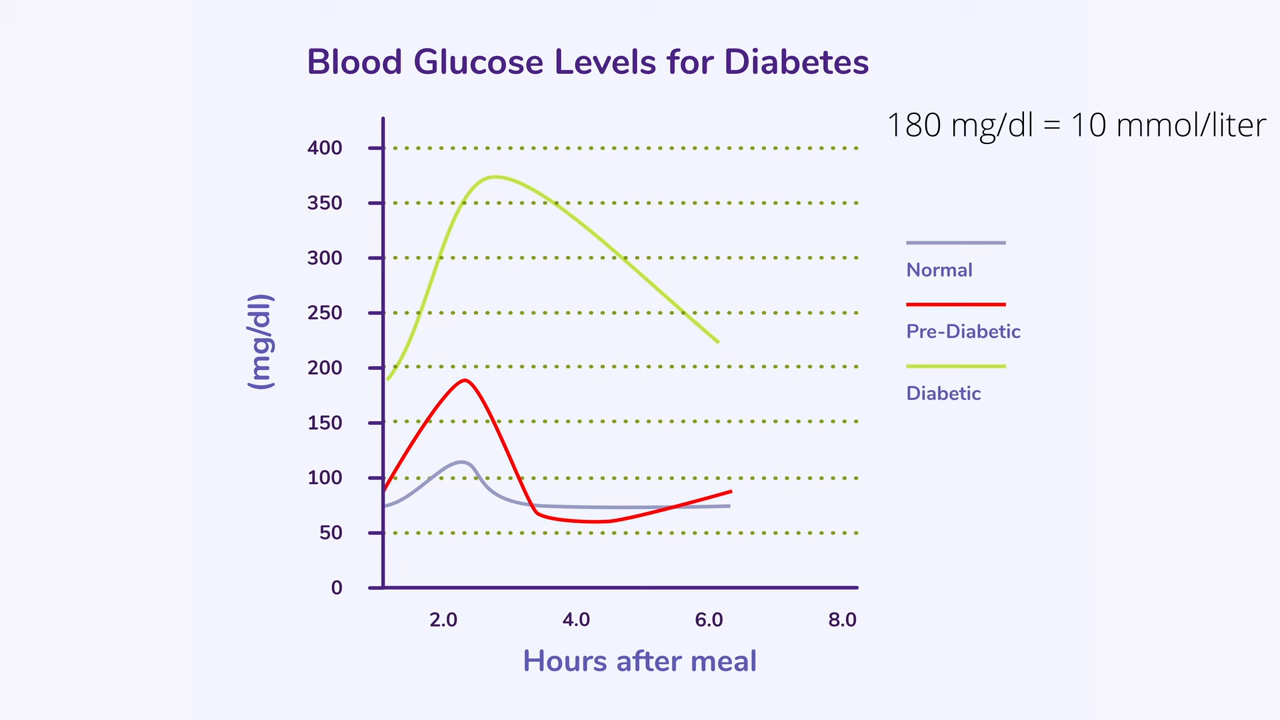 Blood Glucose Levels for Diabetes
180 mg/dl = 10 mmol/liter
(mg/dl)
400
350
300
250
200
150
100
50
0
2.0 4.0 6.0 8.0
Hours after meal
Normal
Pre-Diabetic
Diabetic